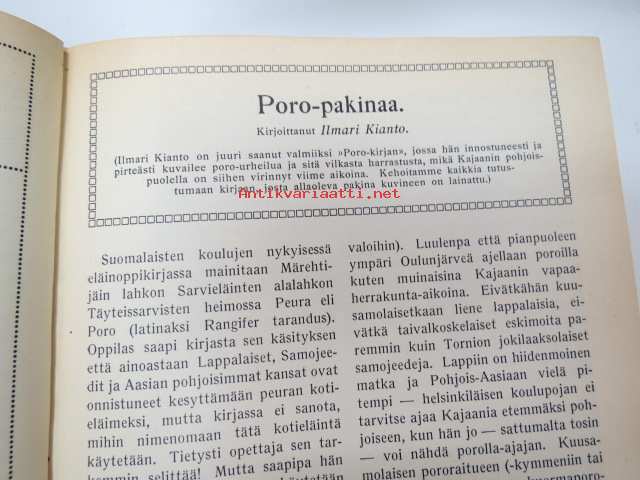 Poro-pakinaa.
Kirjoittanut Ilmari Kianto.
(Ilmari Kianto on juuri saanut valmiiksi »Poro-kirjan», jossa hän innostuneesti ja
pirteästi kuvailee poro-urheilua ja sitä vilkasta harrastusta, mikä Kajaanin pohjois-
puolella on siihen virinnyt viime aikoina. Kehoitamme kaikkia tutus-
tumaan kirjaan, josta allaoleva pakina kuvineen on lainattu.)
Antikvariaatti.net
Suomalaisten koulujen nykyisessä
eläinoppikirjassa mainitaan Märehti-
jäin lahkon Sarvieläinten alalahkon
Täyteissarvisten heimossa Peura eli
Poro (latinaksi Rangifer tarandus).
Oppilas saapi kirjasta sen käsityksen
että ainoastaan Lappalaiset, Samojee-
dit ja Aasian pohjoisimmat kansat ovat
onnistuneet kesyttämään peuran koti-
eläimeksi, mutta kirjassa ei sanota,
mihin nimenomaan tätä kotieläintä
käytetään. Tietysti opettaja sen tar-
kemmin selittää! Mutta saapipa hän
käytetään
valoihin). Luulenpa että pianpuoleen
ympäri Oulunjärveä ajellaan poroilla
kuten muinaisina Kajaanin vapaa-
herrakunta-aikoina. Eivätkähän kuu-
samolaisetkaan liene lappalaisia, ei-
vätkä taivalkoskelaiset eskimoita pa-
remmin kuin Tornion jokilaaksolaiset
samojeedeja. Lappiin on hiidenmoinen
matka ja Pohjois-Aasiaan vielä pi-
tempi — helsinkiläisen koulupojan ei
tarvitse ajaa Kajaania etemmäksi poh-
joiseen, kun hän jo — sattumalta tosin
— voi nähdä porolla-ajajan. Kuusa-
molaisen pororaitueen (-kymmeniin tai
kuormaporo-